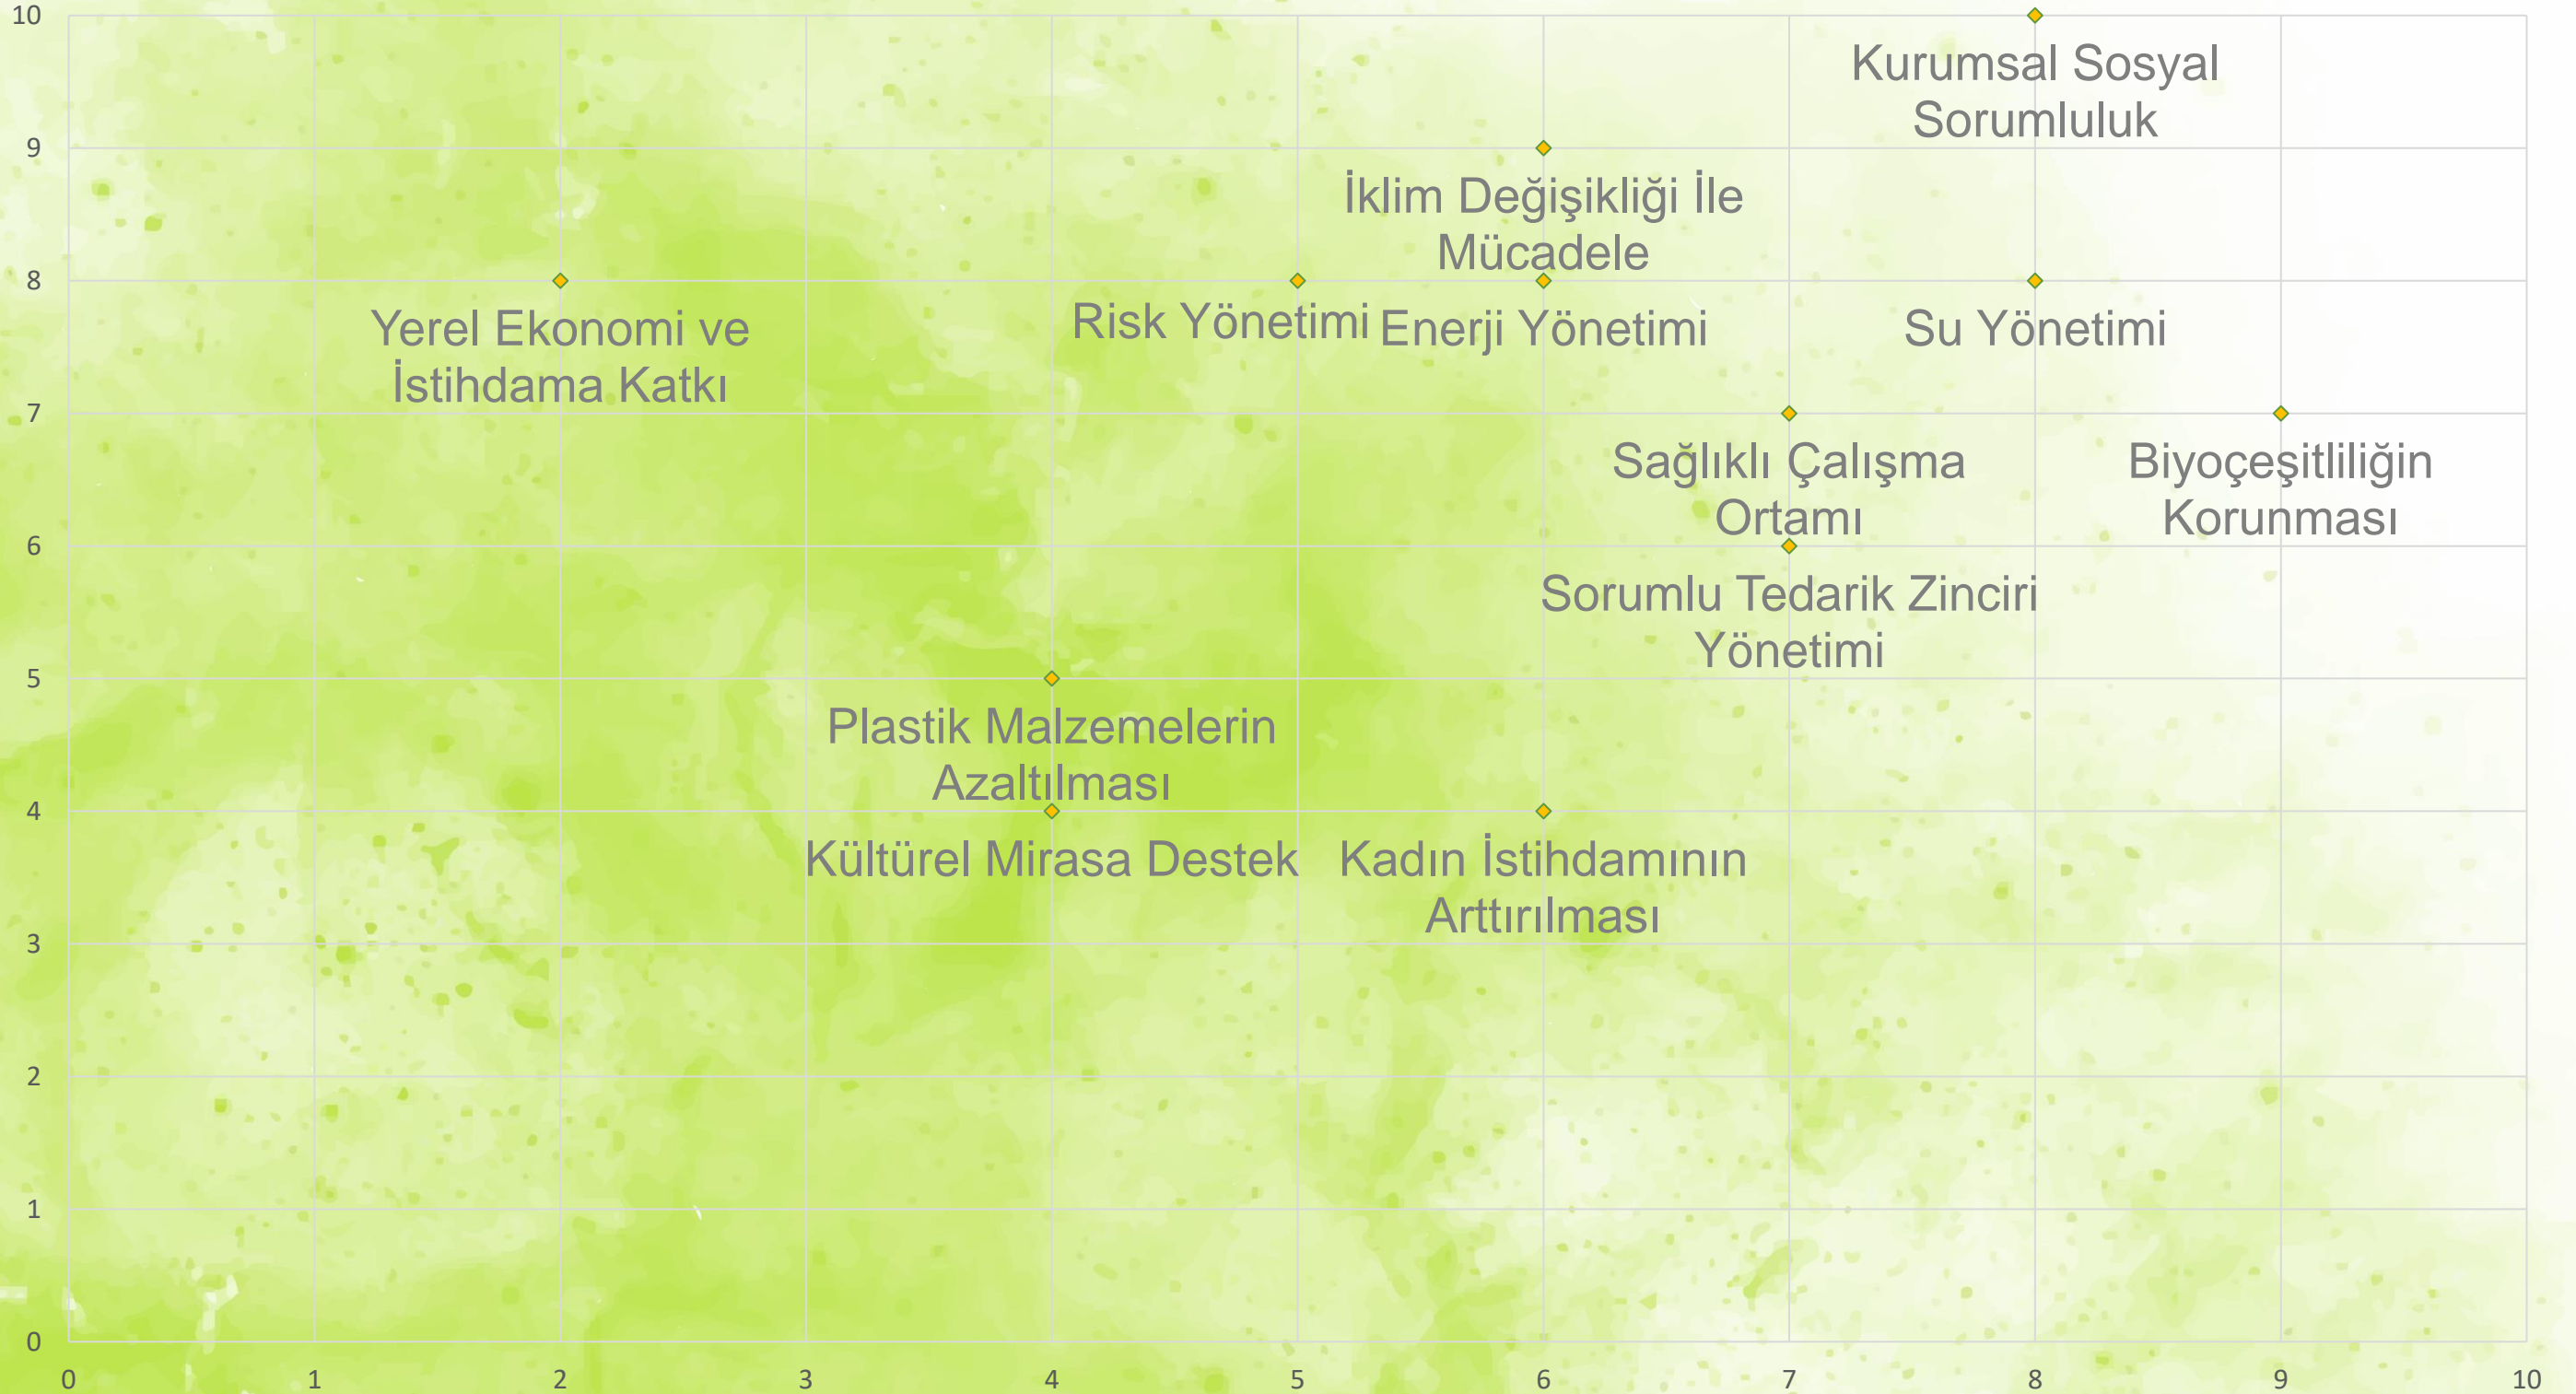 10
Kurumsal Sosyal
Sorumluluk
9
İklim Değişikliği İle
Mücadele
8
Yerel Ekonomi ve
İstihdama Katkı
Risk Yönetimi
Enerji Yönetimi
Su Yönetimi
7
Sağlıklı Çalışma
Ortamı
Biyoçeşitliliğin
Korunması
6
Sorumlu Tedarik Zinciri
Yönetimi
5
Plastik Malzemelerin
Azaltılması
4
Kültürel Mirasa Destek
Kadın İstihdamının
Arttırılması
3
2
1
0
0 1 2 3 4 5 6 7 8 9 10